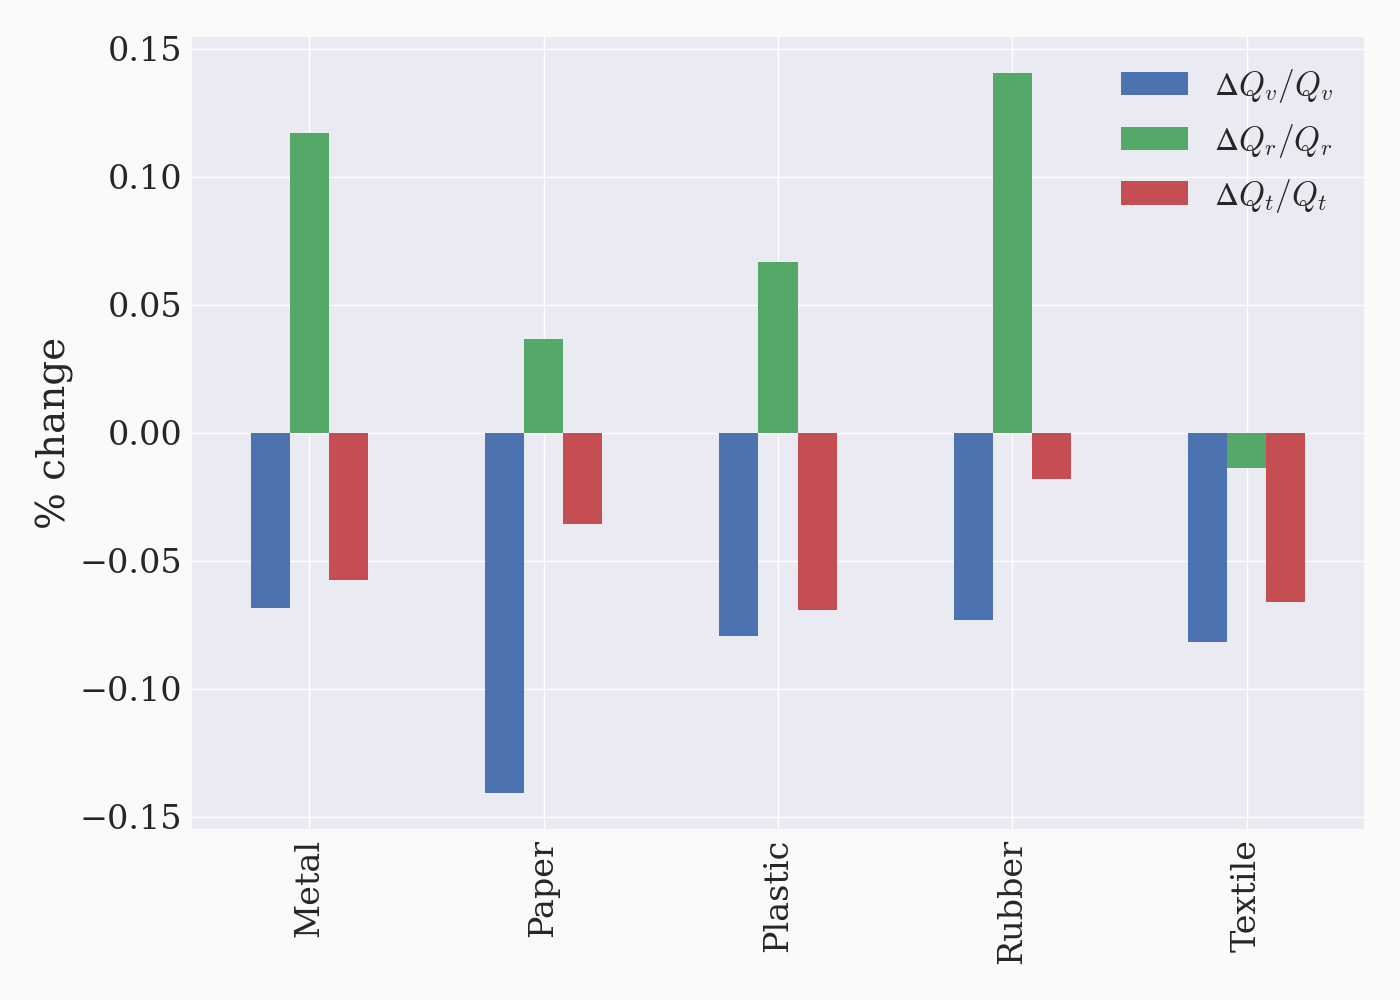 0.15
0.10
0.05
0.00
−0.05
−0.10
−0.15
% change
ΔQ_v/Q_v
ΔQ_r/Q_r
ΔQ_t/Q_t
Metal
Paper
Plastic
Rubber
Textile